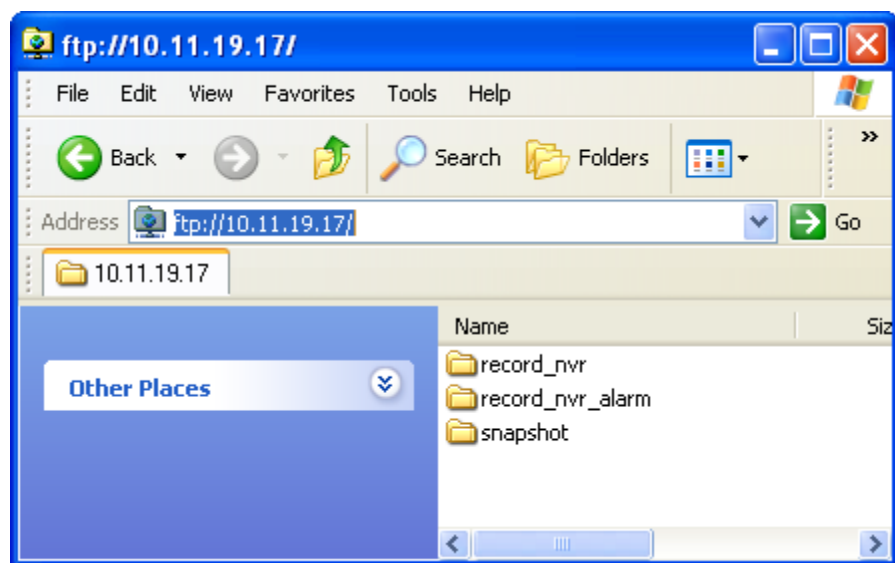 ftp://10.11.19.17/
File Edit View Favorites Tools Help
Back Search Folders
Address ftp://10.11.19.17/ Go
10.11.19.17
Other Places
Name Siz
record_nvr
record_nvr_alarm
snapshot